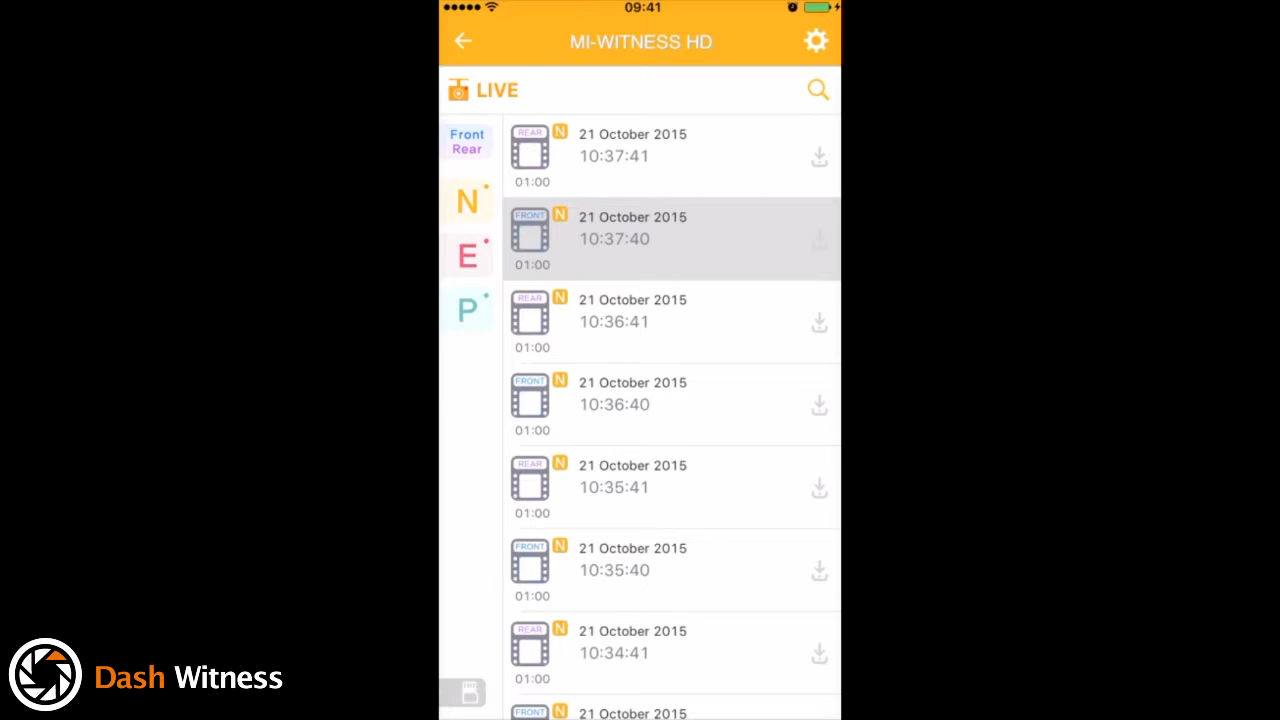 09:41
MI-WITNESS HD
LIVE
Front
Rear
N
E
P
REAR N 21 October 2015
10:37:41
01:00
FRONT N 21 October 2015
10:37:40
01:00
REAR N 21 October 2015
10:36:41
01:00
FRONT N 21 October 2015
10:36:40
01:00
REAR N 21 October 2015
10:35:41
01:00
FRONT N 21 October 2015
10:35:40
01:00
REAR N 21 October 2015
10:34:41
01:00
FRONT N 21 October 2015
Dash Witness